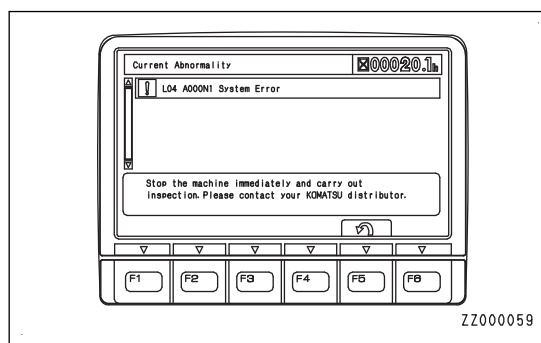 Current Abnormality
00020.1h
! L04 A000N1 System Error
Stop the machine immediately and carry out
inspection. Please contact your KOMATSU distributor.
F1 F2 F3 F4 F5 F6
ZZ000059